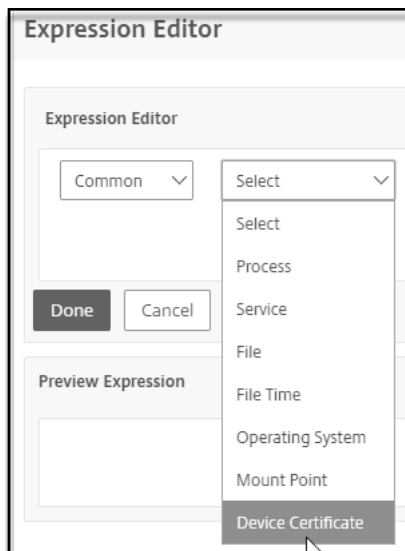 Expression Editor
Expression Editor
Common Select
Select
Process
Done Cancel Service
File
Preview Expression File Time
Operating System
Mount Point
Device Certificate